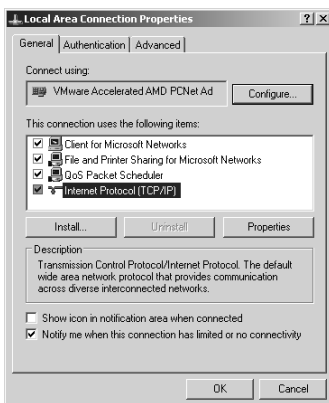 Local Area Connection Properties
General Authentication Advanced
Connect using:
VMware Accelerated AMD PCNet Ad Configure...
This connection uses the following items:
Client for Microsoft Networks
File and Printer Sharing for Microsoft Networks
QoS Packet Scheduler
Internet Protocol (TCP/IP)
Install... Uninstall Properties
Description
Transmission Control Protocol/Internet Protocol. The default
wide area network protocol that provides communication
across diverse interconnected networks.
Show icon in notification area when connected
Notify me when this connection has limited or no connectivity
OK Cancel